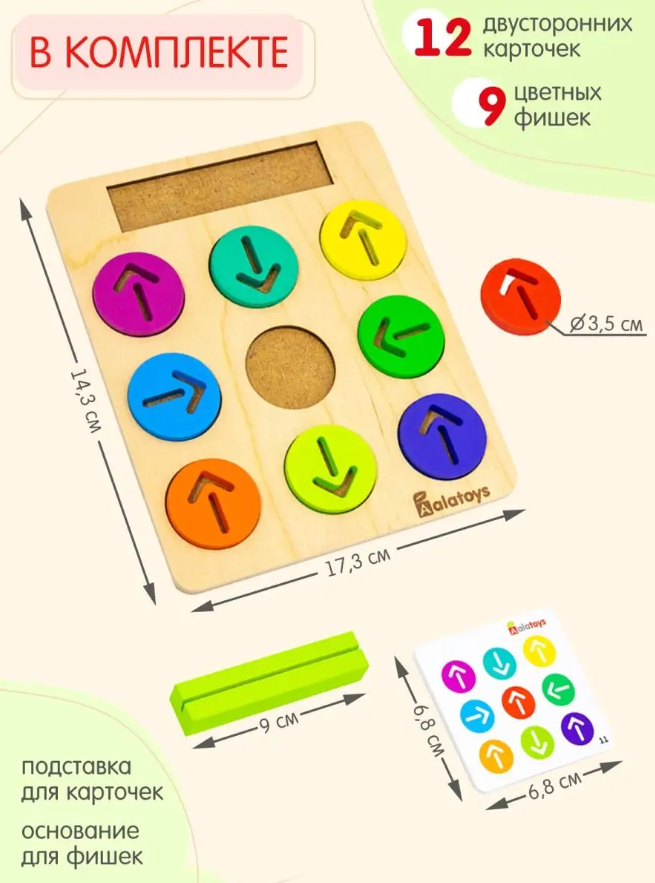 В КОМПЛЕКТЕ
12 двусторонних
карточек
9 цветных
фишек
⌀3,5 см
14,3 см
Alatoys
17,3 см
Alatoys
9 см
6,8 см
11
6,8 см
подставка
для карточек
основание
для фишек